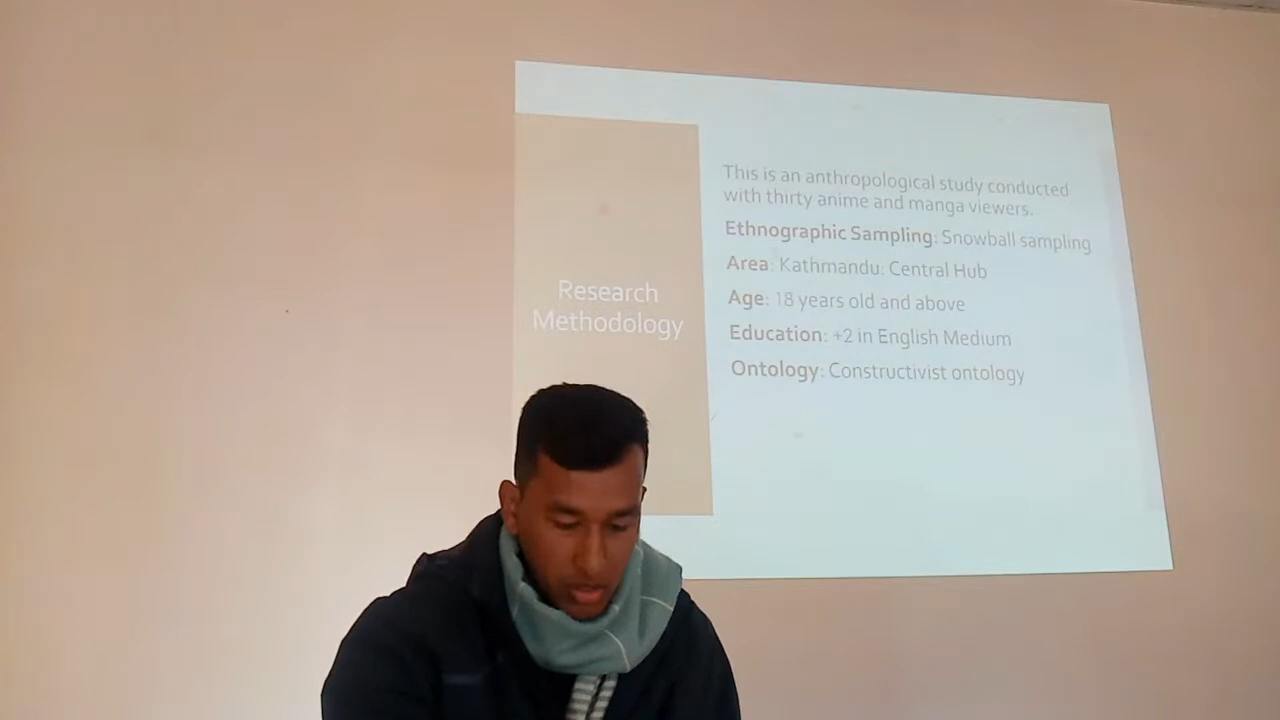 Research
Methodology
This is an anthropological study conducted
with thirty anime and manga viewers.
Ethnographic Sampling: Snowball sampling
Area: Kathmandu: Central Hub
Age: 18 years old and above
Education: +2 in English Medium
Ontology: Constructivist ontology